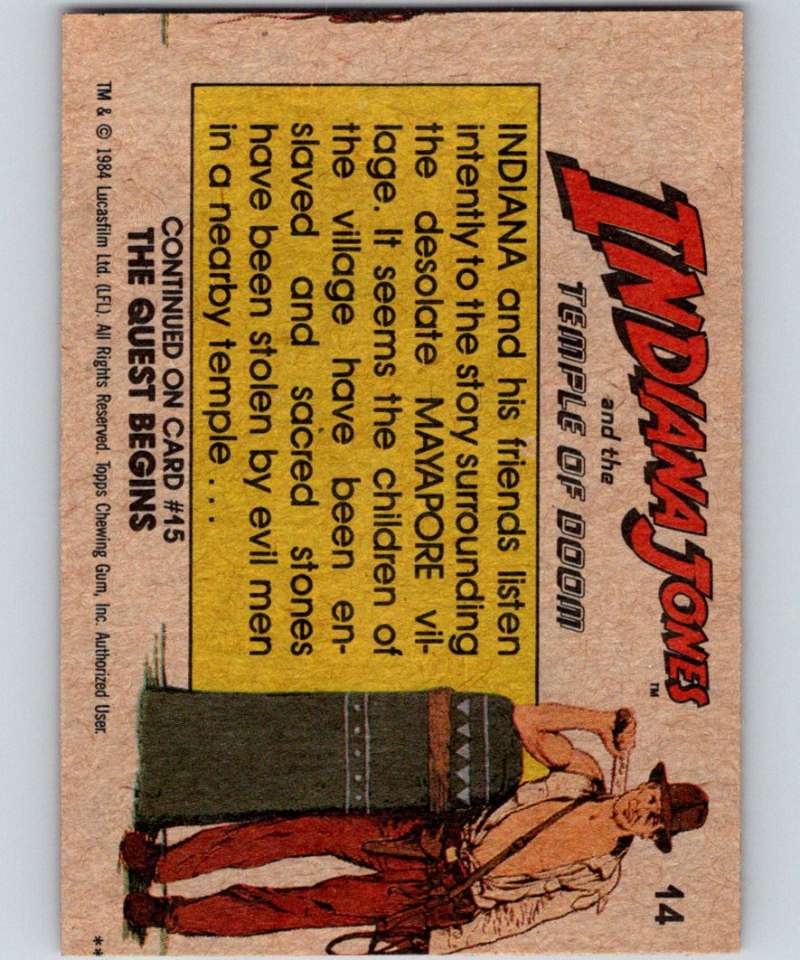 INDIANA JONES™
and the
TEMPLE OF DOOM
14
INDIANA and his friends listen
intently to the story surrounding
the desolate MAYAPORE vil-
lage. It seems the children of
the village have been en-
slaved and sacred stones
have been stolen by evil men
in a nearby temple . . .
CONTINUED ON CARD #15
THE QUEST BEGINS
TM & © 1984 Lucasfilm Ltd. (LFL). All Rights Reserved. Topps Chewing Gum, Inc. Authorized User.
**